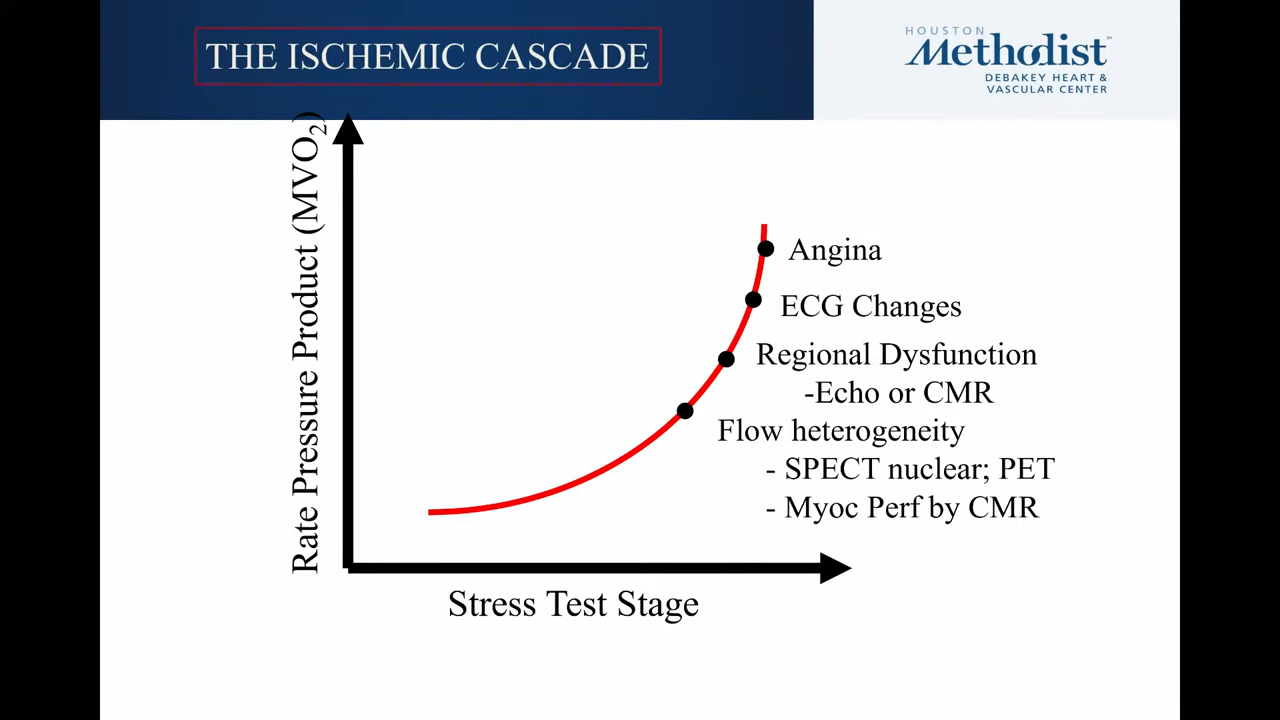 THE ISCHEMIC CASCADE
HOUSTON
Methodist
SM
DEBAKEY HEART &
VASCULAR CENTER
Rate Pressure Product (MVO₂)
Angina
ECG Changes
Regional Dysfunction
-Echo or CMR
Flow heterogeneity
- SPECT nuclear; PET
- Myoc Perf by CMR
Stress Test Stage